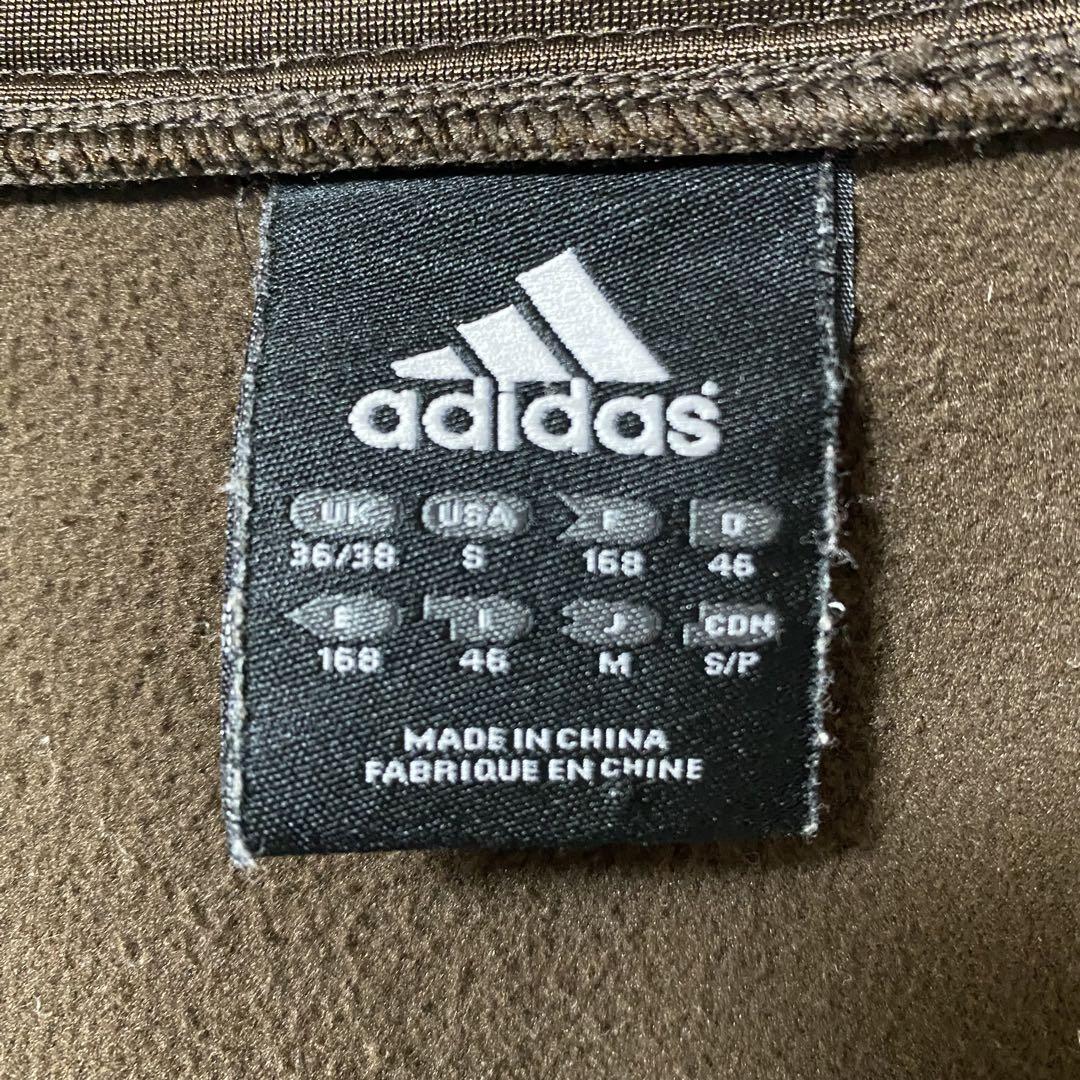 adidas
UK USA F D
36/38 S 168 46
E I J CDN
168 46 M S/P
MADE IN CHINA
FABRIQUE EN CHINE